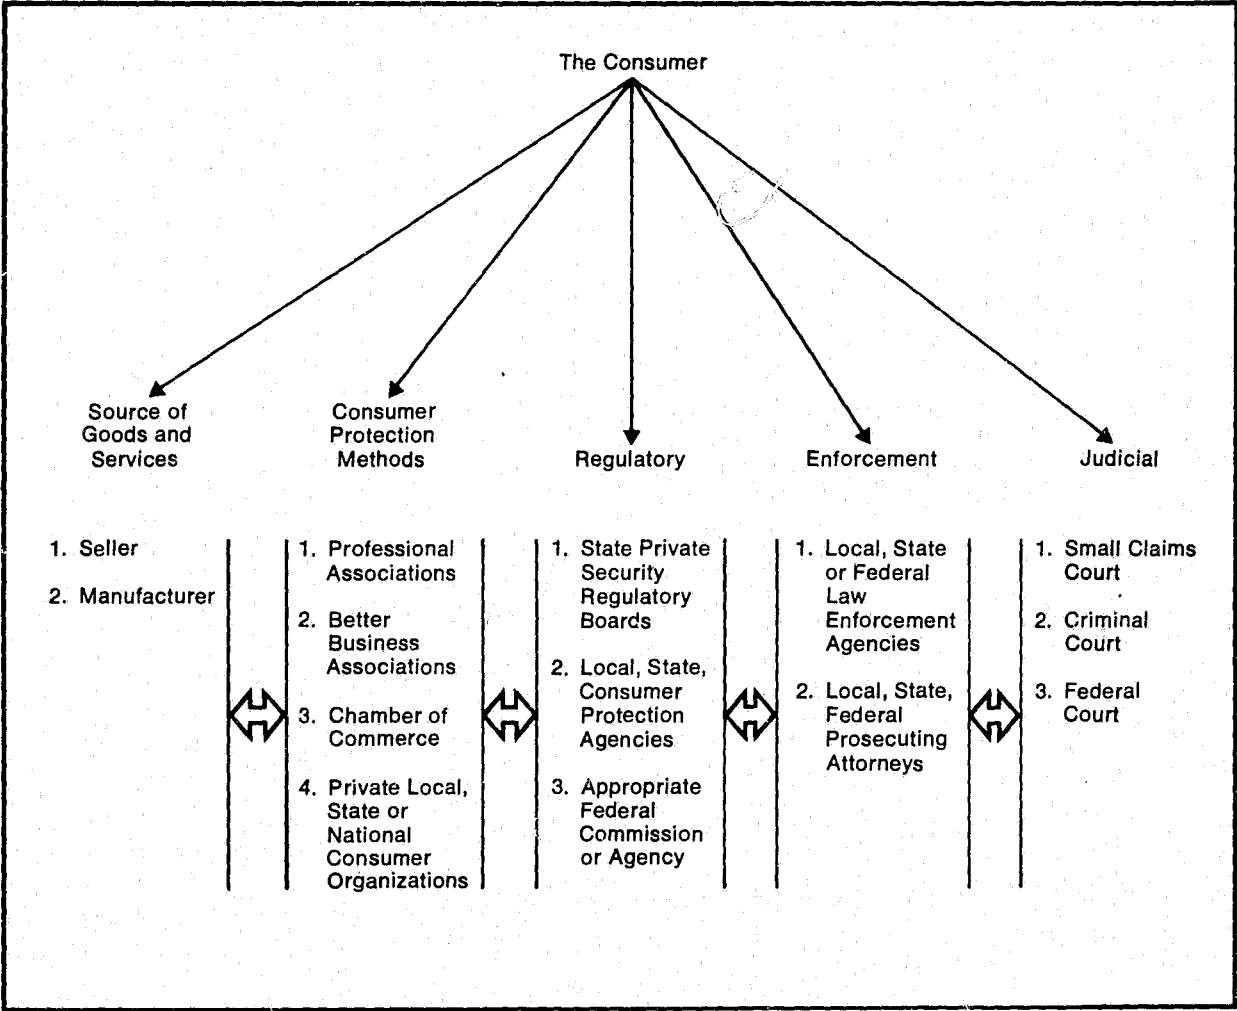 The Consumer
Source of
Goods and
Services
Consumer
Protection
Methods
Regulatory
Enforcement
Judicial
1. Seller
2. Manufacturer
1. Professional
Associations
2. Better
Business
Associations
3. Chamber of
Commerce
4. Private Local,
State or
National
Consumer
Organizations
1. State Private
Security
Regulatory
Boards
2. Local, State,
Consumer
Protection
Agencies
3. Appropriate
Federal
Commission
or Agency
1. Local, State
or Federal
Law
Enforcement
Agencies
2. Local, State,
Federal
Prosecuting
Attorneys
1. Small Claims
Court
2. Criminal
Court
3. Federal
Court